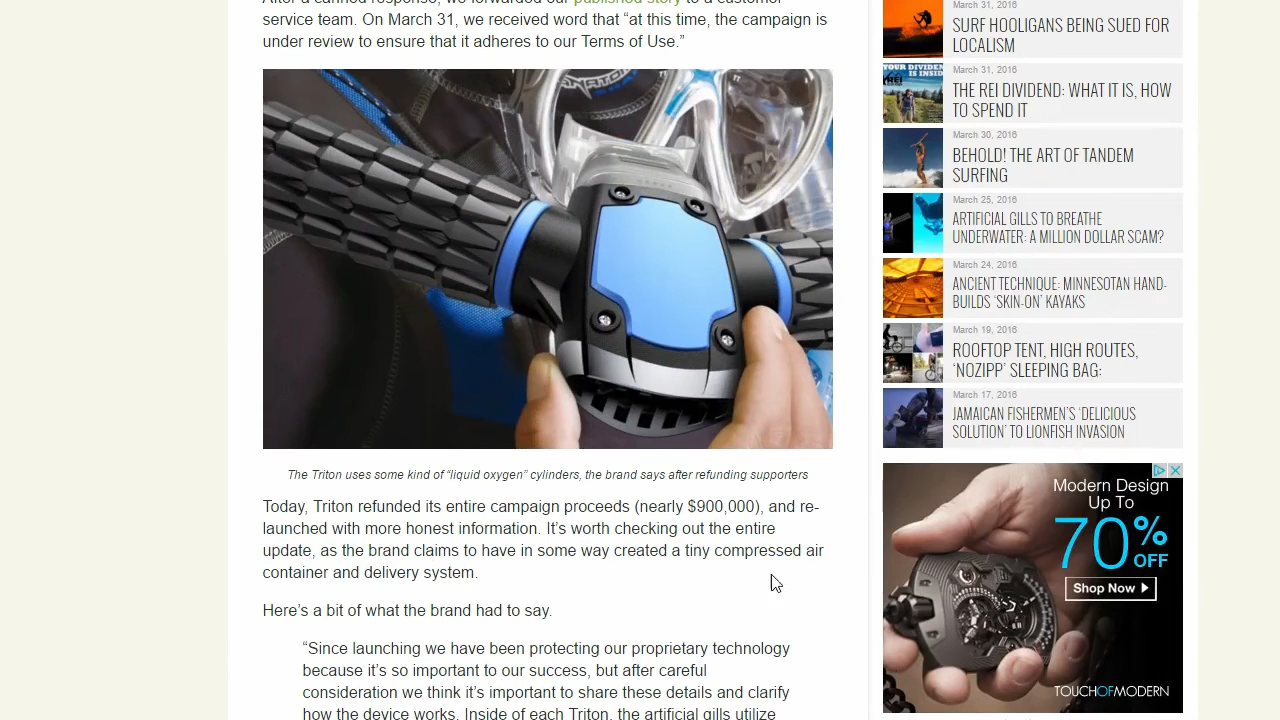 service team. On March 31, we received word that “at this time, the campaign is
under review to ensure that it adheres to our Terms of Use.”
The Triton uses some kind of “liquid oxygen” cylinders, the brand says after refunding supporters
Today, Triton refunded its entire campaign proceeds (nearly $900,000), and re-
launched with more honest information. It’s worth checking out the entire
update, as the brand claims to have in some way created a tiny compressed air
container and delivery system.
Here’s a bit of what the brand had to say.
“Since launching we have been protecting our proprietary technology
because it’s so important to our success, but after careful
consideration we think it’s important to share these details and clarify
how the device works. Inside of each Triton, the artificial gills utilize
March 31, 2016
SURF HOOLIGANS BEING SUED FOR
LOCALISM
March 31, 2016
THE REI DIVIDEND: WHAT IT IS, HOW
TO SPEND IT
March 30, 2016
BEHOLD! THE ART OF TANDEM
SURFING
March 25, 2016
ARTIFICIAL GILLS TO BREATHE
UNDERWATER: A MILLION DOLLAR SCAM?
March 24, 2016
ANCIENT TECHNIQUE: MINNESOTAN HAND-
BUILDS ‘SKIN-ON’ KAYAKS
March 19, 2016
ROOFTOP TENT, HIGH ROUTES,
‘NOZIPP’ SLEEPING BAG:
March 17, 2016
JAMAICAN FISHERMEN’S ‘DELICIOUS
SOLUTION’ TO LIONFISH INVASION
Modern Design
Up To
70%
OFF
Shop Now
TOUCHOFMODERN